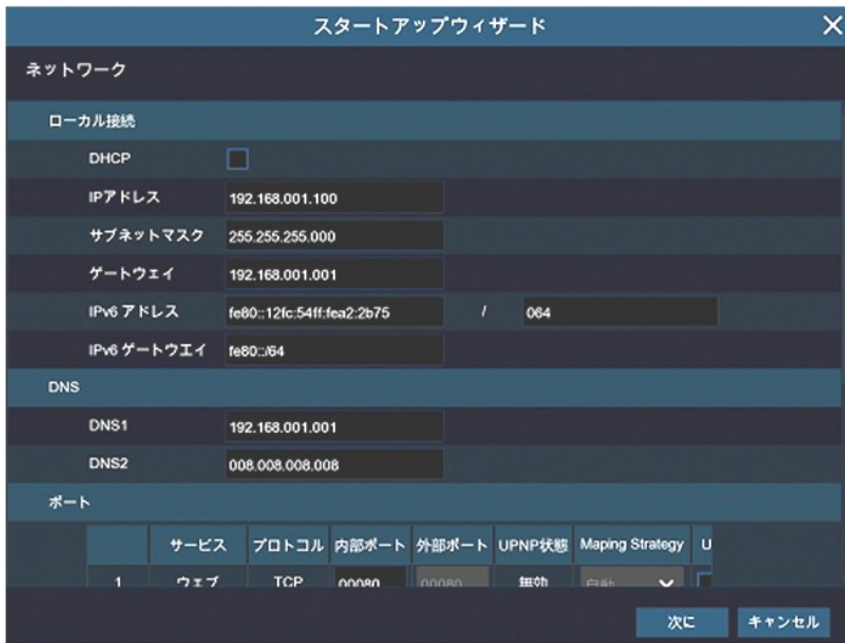 スタートアップウィザード
ネットワーク
ローカル接続
DHCP
IPアドレス 192.168.001.100
サブネットマスク 255.255.255.000
ゲートウェイ 192.168.001.001
IPv6 アドレス fe80::12fc:54ff:fea2:2b75 / 064
IPv6 ゲートウエイ fe80::/64
DNS
DNS1 192.168.001.001
DNS2 008.008.008.008
ポート
サービス プロトコル 内部ポート 外部ポート UPNP状態 Maping Strategy U
1 ウェブ TCP 00080 00080 無効 自動
次に キャンセル